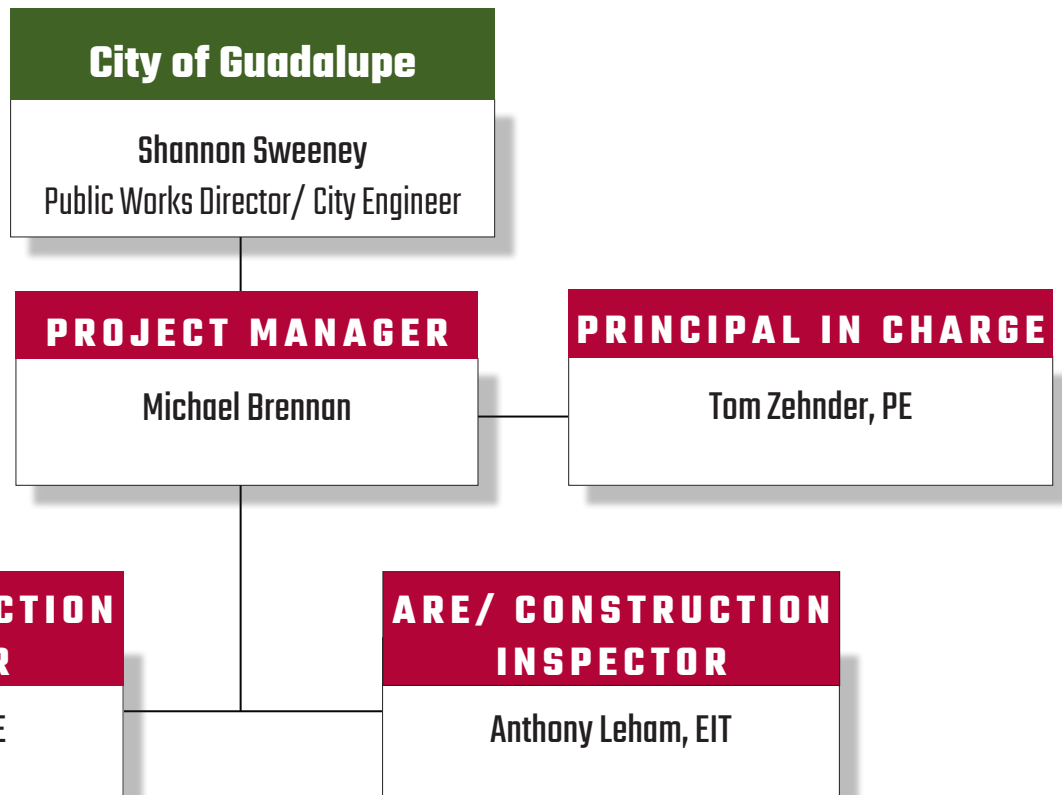 City of Guadalupe
Shannon Sweeney
Public Works Director/ City Engineer
PROJECT MANAGER
Michael Brennan
PRINCIPAL IN CHARGE
Tom Zehnder, PE
ARE/ CONSTRUCTION
INSPECTOR
Anthony Leham, EIT